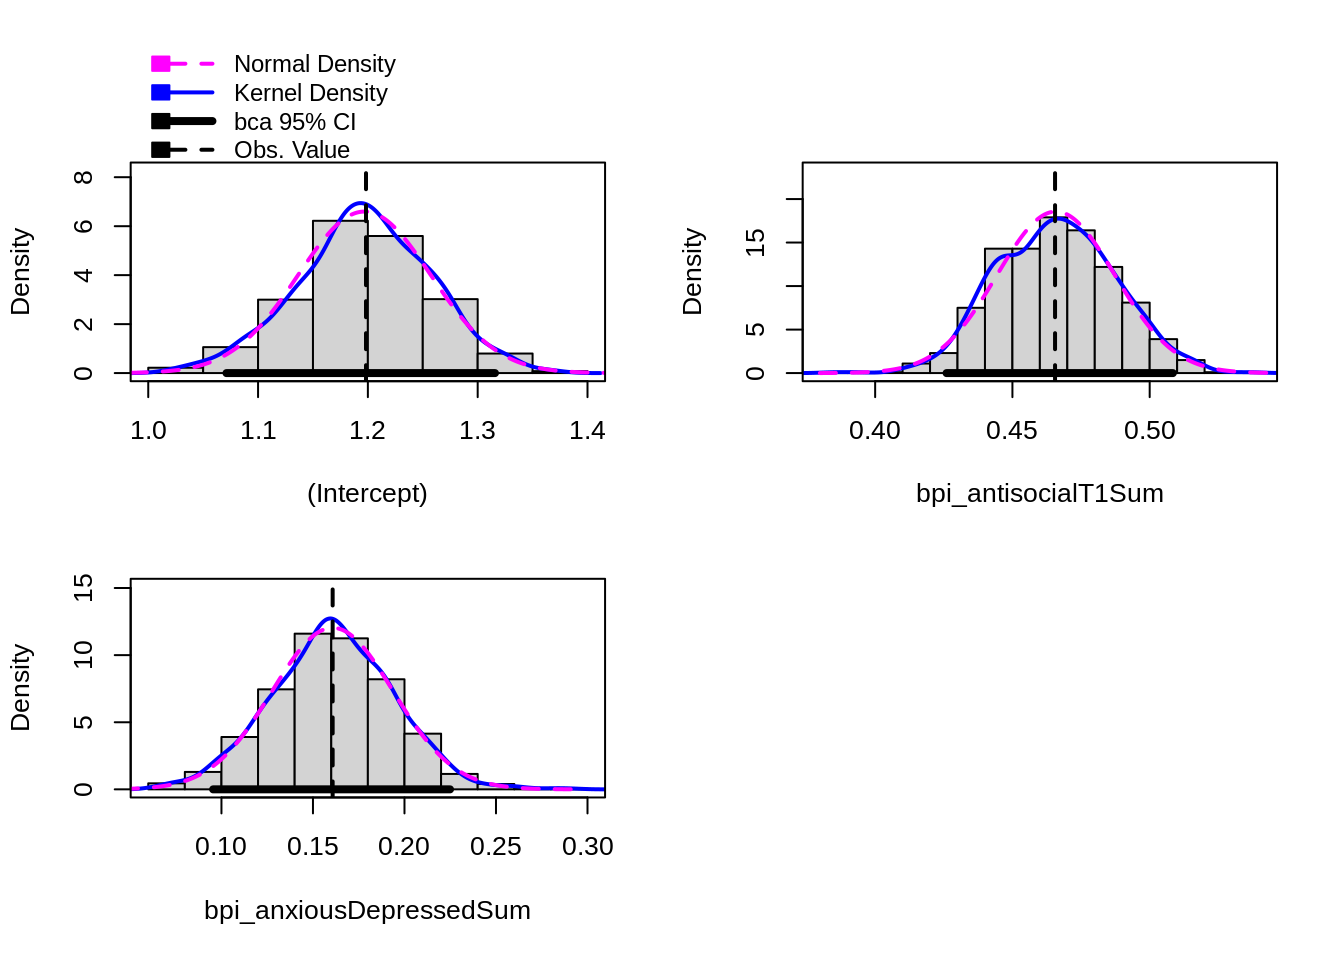 Normal Density
Kernel Density
bca 95% CI
Obs. Value
Density
0 2 4 6 8
1.0 1.1 1.2 1.3 1.4
(Intercept)
Density
0 5 15
0.40 0.45 0.50
bpi_antisocialT1Sum
Density
0 5 10 15
0.10 0.15 0.20 0.25 0.30
bpi_anxiousDepressedSum